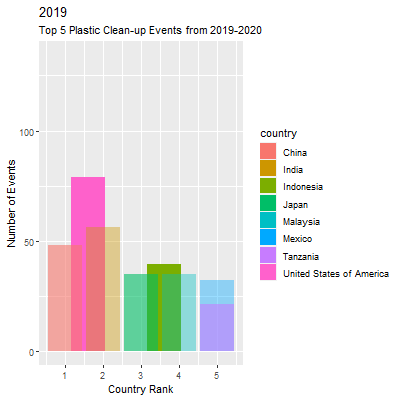 2019
Top 5 Plastic Clean-up Events from 2019-2020
Number of Events
100
50
0
1 2 3 4 5
Country Rank
country
China
India
Indonesia
Japan
Malaysia
Mexico
Tanzania
United States of America